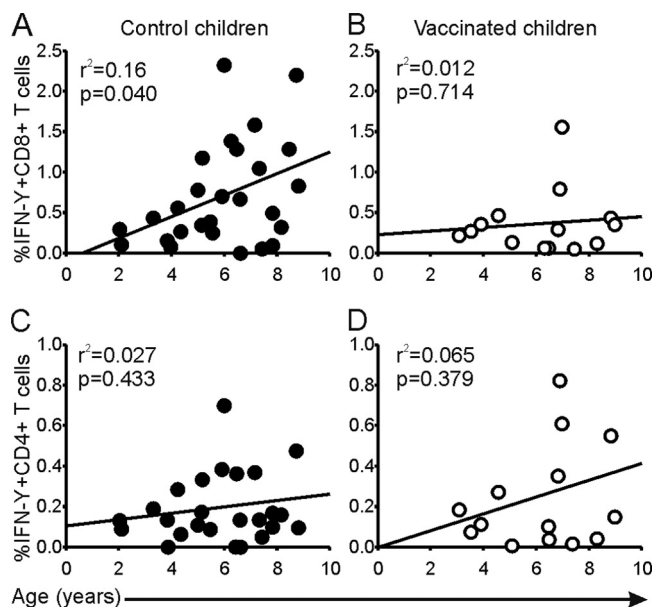 A Control children B Vaccinated children
2.5 2.5
r²=0.16 r²=0.012
p=0.040 p=0.714
2.0 2.0
1.5 1.5
1.0 1.0
0.5 0.5
0.0 0.0
0 2 4 6 8 10 0 2 4 6 8 10
%IFN-Y+CD8+ T cells
C D
1.0 1.0
r²=0.027 r²=0.065
p=0.433 p=0.379
0.8 0.8
0.6 0.6
0.4 0.4
0.2 0.2
0.0 0.0
0 2 4 6 8 10 0 2 4 6 8 10
%IFN-Y+CD4+ T cells
Age (years)